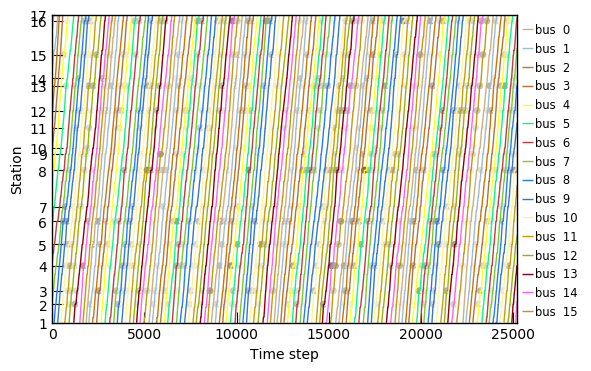 17
16
15
14
13
12
11
10
9
8
7
6
5
4
3
2
1
Station
0 5000 10000 15000 20000 25000
Time step
bus 0
bus 1
bus 2
bus 3
bus 4
bus 5
bus 6
bus 7
bus 8
bus 9
bus 10
bus 11
bus 12
bus 13
bus 14
bus 15